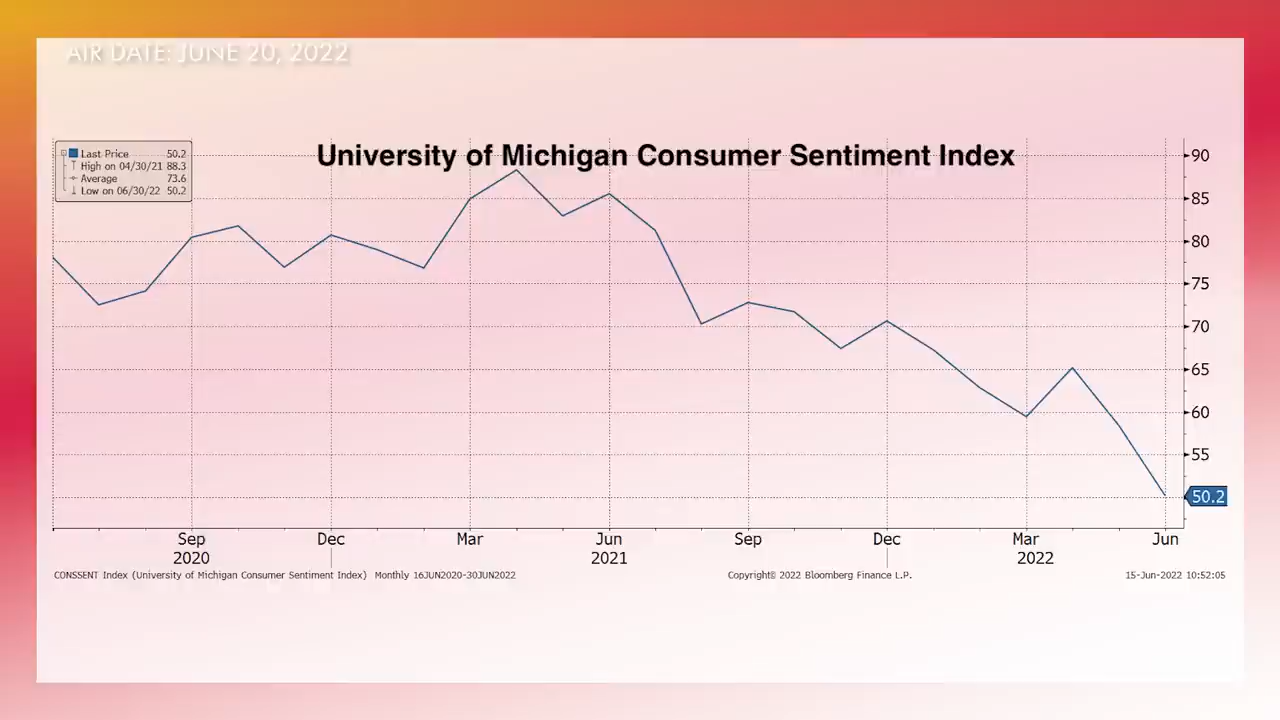 AIR DATE: JUNE 20, 2022
University of Michigan Consumer Sentiment Index
Last Price 50.2
High on 04/30/21 88.3
Average 73.6
Low on 06/30/22 50.2
90
85
80
75
70
65
60
55
50.2
Sep Dec Mar Jun Sep Dec Mar Jun
2020 2021 2022
CONSSENT Index (University of Michigan Consumer Sentiment Index) Monthly 16JUN2020-30JUN2022 Copyright© 2022 Bloomberg Finance L.P. 15-Jun-2022 10:52:05